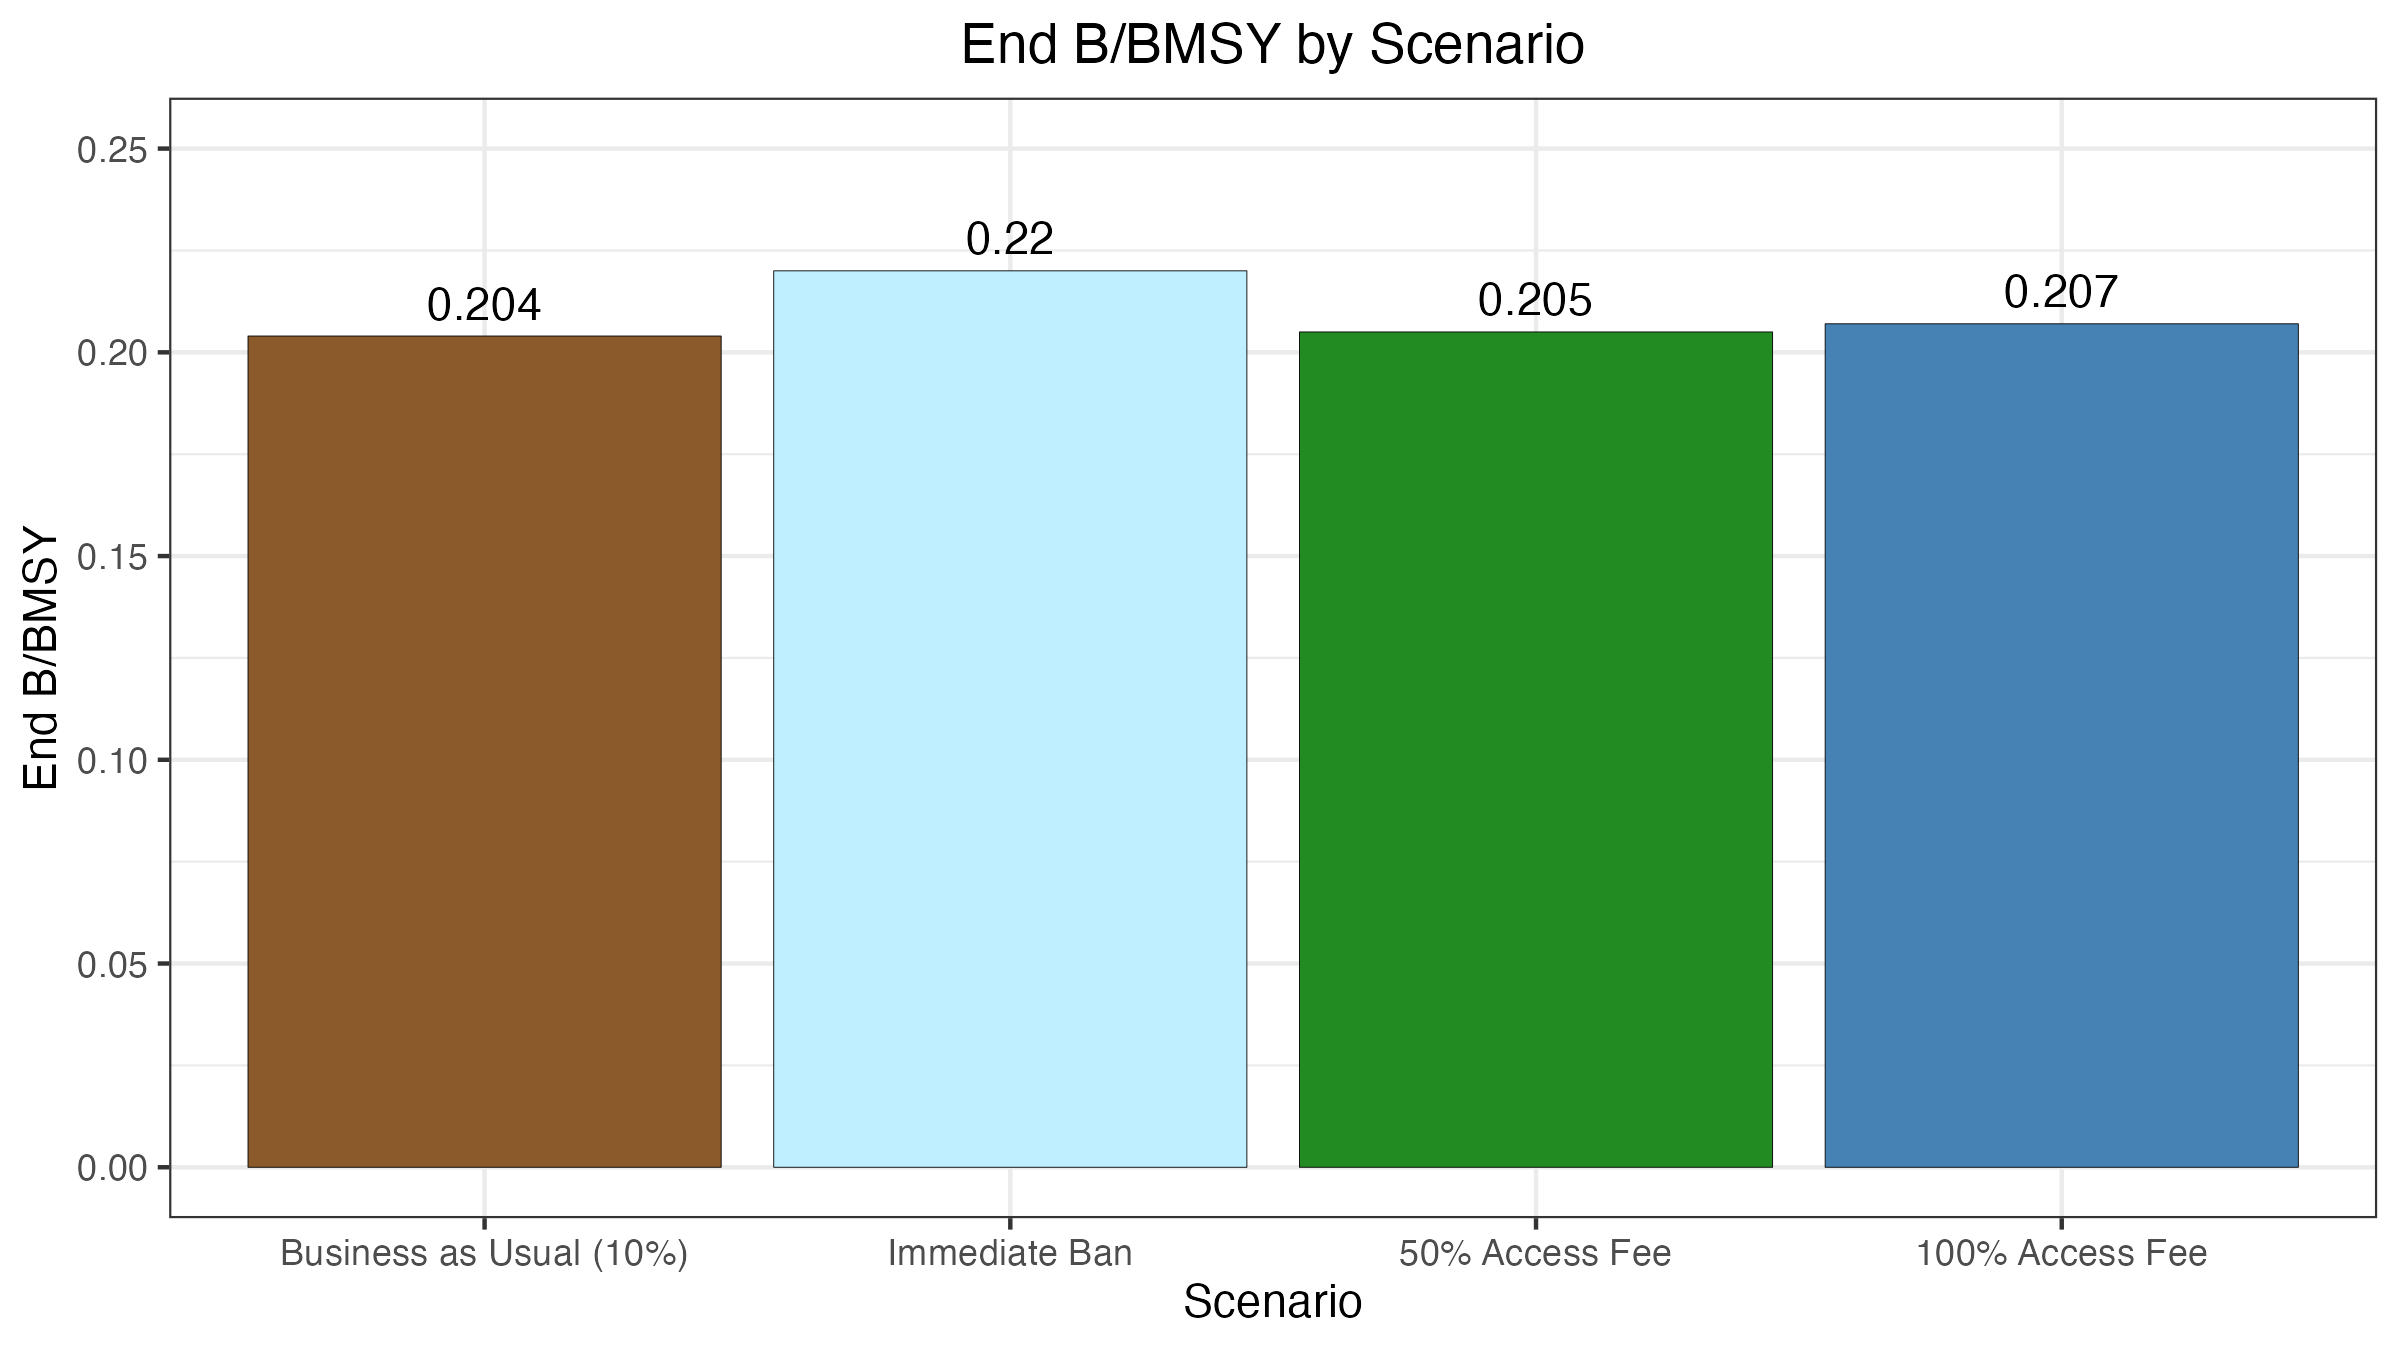 End B/BMSY by Scenario
End B/BMSY
0.25
0.20
0.15
0.10
0.05
0.00
0.204
0.22
0.205
0.207
Business as Usual (10%)
Immediate Ban
50% Access Fee
100% Access Fee
Scenario